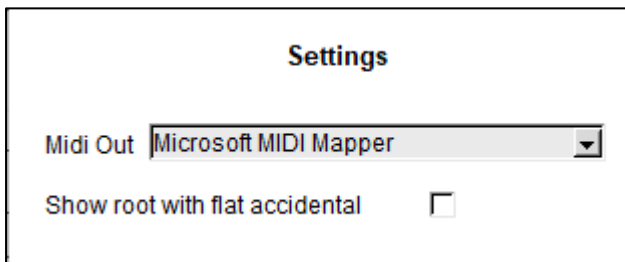 Settings
Midi Out Microsoft MIDI Mapper
Show root with flat accidental